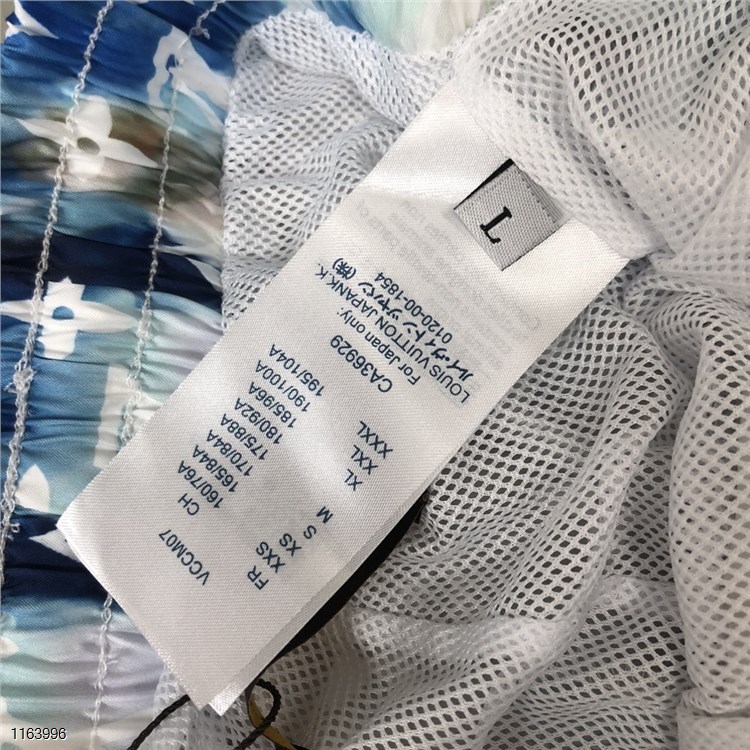 L
VCCM07
FR CH
XXS 160/76A
XS 165/84A
S 170/84A
M 175/88A
180/92A
XL 185/96A
XXL 190/100A
XXXL 195/104A
CA36929
For Japan only:
LOUIS VUITTON JAPANK K.
ルイ・ヴィトン ジャパン (株)
0120-00-1854
1163996